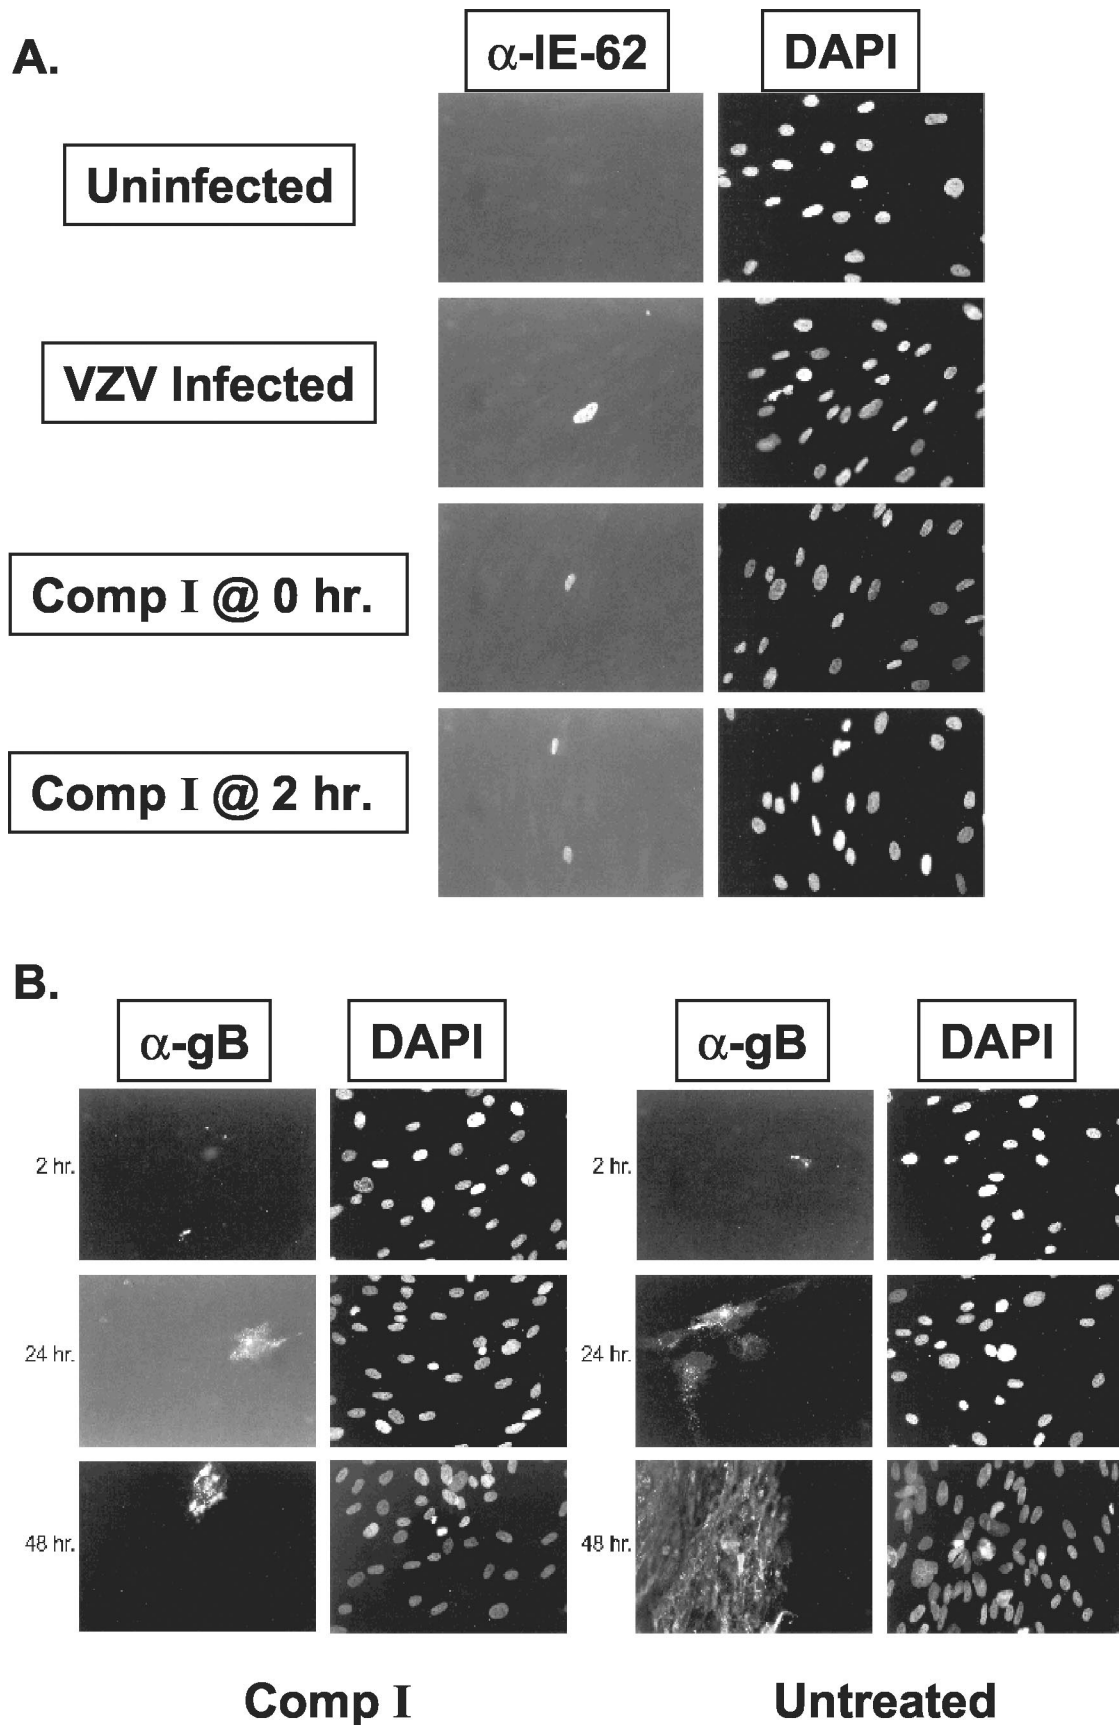 A.
α-IE-62
DAPI
Uninfected
VZV Infected
Comp I @ 0 hr.
Comp I @ 2 hr.
B.
α-gB
DAPI
α-gB
DAPI
2 hr.
2 hr.
24 hr.
24 hr.
48 hr.
48 hr.
Comp I
Untreated